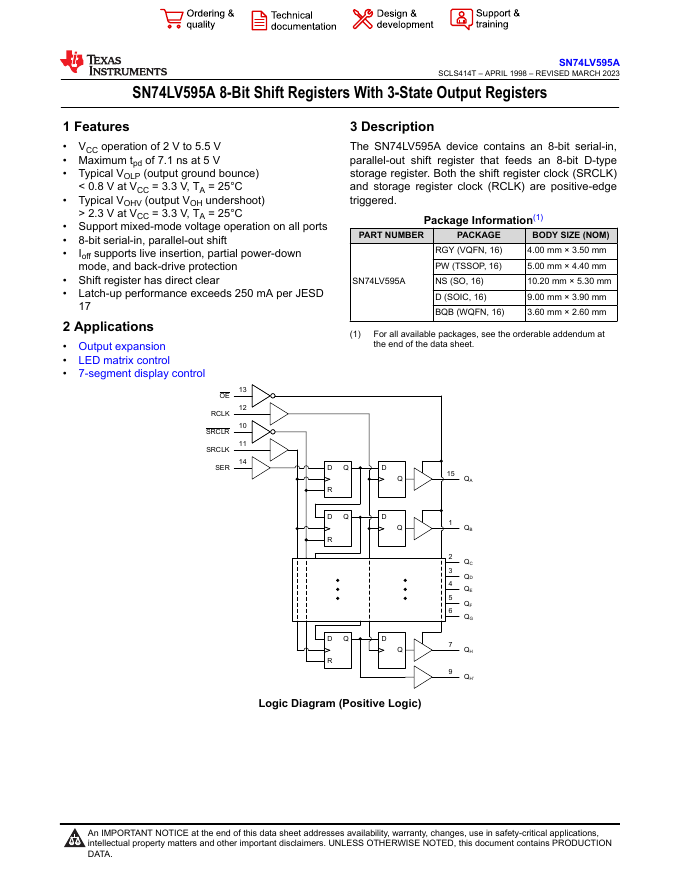 Ordering &
quality
Technical
documentation
Design &
development
Support &
training
TEXAS
INSTRUMENTS
SN74LV595A
SCLS414T – APRIL 1998 – REVISED MARCH 2023
SN74LV595A 8-Bit Shift Registers With 3-State Output Registers
1 Features
• VCC operation of 2 V to 5.5 V
• Maximum tpd of 7.1 ns at 5 V
• Typical VOLP (output ground bounce)
< 0.8 V at VCC = 3.3 V, TA = 25°C
• Typical VOHV (output VOH undershoot)
> 2.3 V at VCC = 3.3 V, TA = 25°C
• Support mixed-mode voltage operation on all ports
• 8-bit serial-in, parallel-out shift
• Ioff supports live insertion, partial power-down
mode, and back-drive protection
• Shift register has direct clear
• Latch-up performance exceeds 250 mA per JESD
17
2 Applications
• Output expansion
• LED matrix control
• 7-segment display control
3 Description
The SN74LV595A device contains an 8-bit serial-in,
parallel-out shift register that feeds an 8-bit D-type
storage register. Both the shift register clock (SRCLK)
and storage register clock (RCLK) are positive-edge
triggered.
Package Information(1)
PART NUMBER PACKAGE BODY SIZE (NOM)
SN74LV595A
RGY (VQFN, 16) 4.00 mm × 3.50 mm
PW (TSSOP, 16) 5.00 mm × 4.40 mm
NS (SO, 16) 10.20 mm × 5.30 mm
D (SOIC, 16) 9.00 mm × 3.90 mm
BQB (WQFN, 16) 3.60 mm × 2.60 mm
(1) For all available packages, see the orderable addendum at
the end of the data sheet.
OE 13
RCLK 12
SRCLR 10
SRCLK 11
SER 14
D Q D
Q
R
15 QA
D Q D
Q
R
1 QB
2 QC
3 QD
4 QE
5 QF
6 QG
D Q D
Q
R
7 QH
9 QH'
Logic Diagram (Positive Logic)
An IMPORTANT NOTICE at the end of this data sheet addresses availability, warranty, changes, use in safety-critical applications,
intellectual property matters and other important disclaimers. UNLESS OTHERWISE NOTED, this document contains PRODUCTION
DATA.